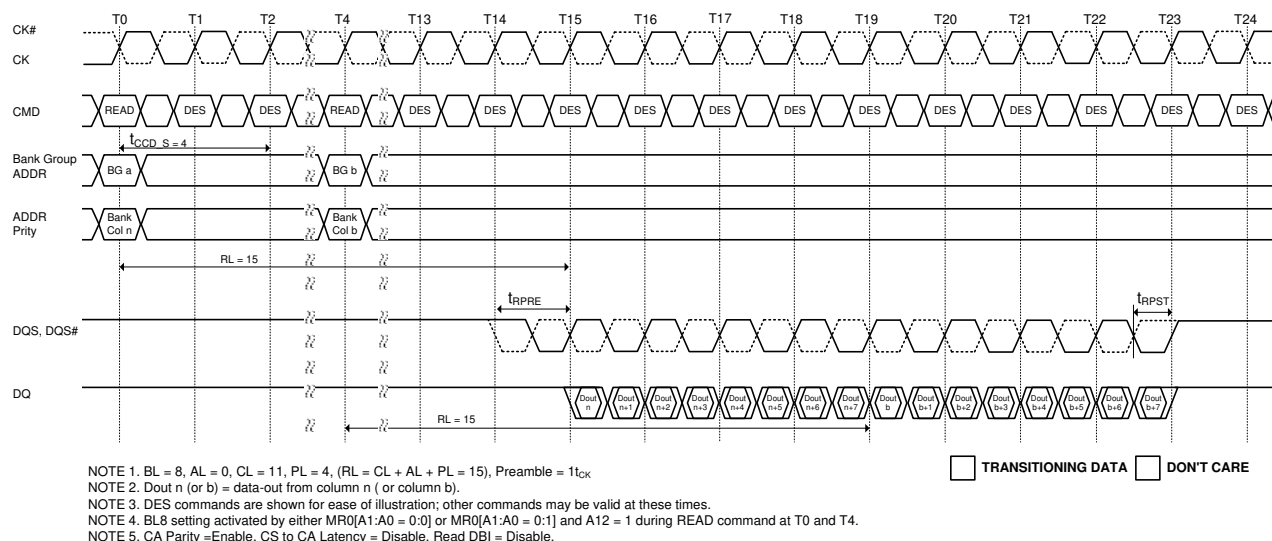 T0 T1 T2 T4 T13 T14 T15 T16 T17 T18 T19 T20 T21 T22 T23 T24
CK#
CK
CMD
READ DES DES READ DES DES DES DES DES DES DES DES DES DES DES DES
tCCD_S = 4
Bank Group
ADDR
BG a BG b
ADDR
Prity
Bank
Col n
Bank
Col b
RL = 15
tRPRE
tRPST
DQS, DQS#
DQ
Dout
n
Dout
n+1
Dout
n+2
Dout
n+3
Dout
n+4
Dout
n+5
Dout
n+6
Dout
n+7
Dout
b
Dout
b+1
Dout
b+2
Dout
b+3
Dout
b+4
Dout
b+5
Dout
b+6
Dout
b+7
RL = 15
TRANSITIONING DATA DON'T CARE
NOTE 1. BL = 8, AL = 0, CL = 11, PL = 4, (RL = CL + AL + PL = 15), Preamble = 1tCK
NOTE 2. Dout n (or b) = data-out from column n ( or column b).
NOTE 3. DES commands are shown for ease of illustration; other commands may be valid at these times.
NOTE 4. BL8 setting activated by either MR0[A1:A0 = 0:0] or MR0[A1:A0 = 0:1] and A12 = 1 during READ command at T0 and T4.
NOTE 5. CA Parity =Enable, CS to CA Latency = Disable, Read DBI = Disable.